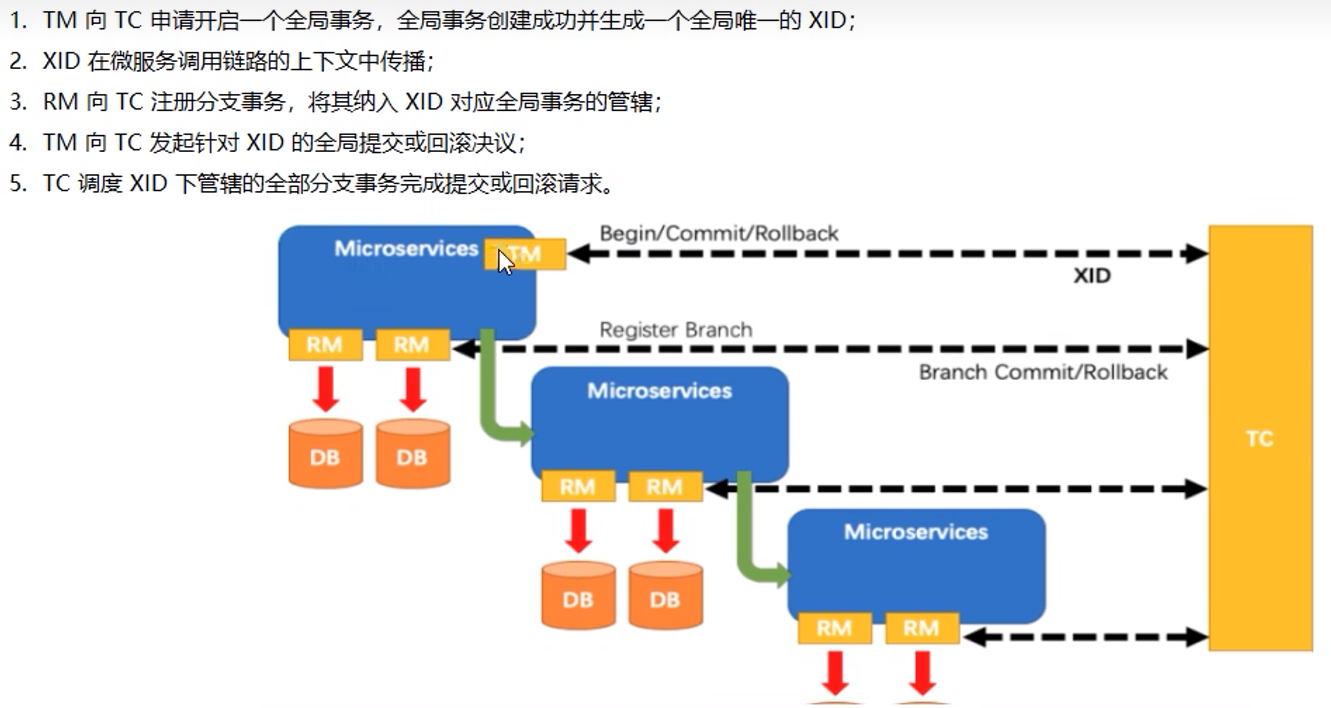 1. TM 向 TC 申请开启一个全局事务，全局事务创建成功并生成一个全局唯一的 XID；
2. XID 在微服务调用链路的上下文中传播；
3. RM 向 TC 注册分支事务，将其纳入 XID 对应全局事务的管辖；
4. TM 向 TC 发起针对 XID 的全局提交或回滚决议；
5. TC 调度 XID 下管辖的全部分支事务完成提交或回滚请求。
Microservices
TM
Begin/Commit/Rollback
XID
RM
RM
Register Branch
Branch Commit/Rollback
Microservices
DB
DB
TC
RM
RM
Microservices
DB
DB
RM
RM